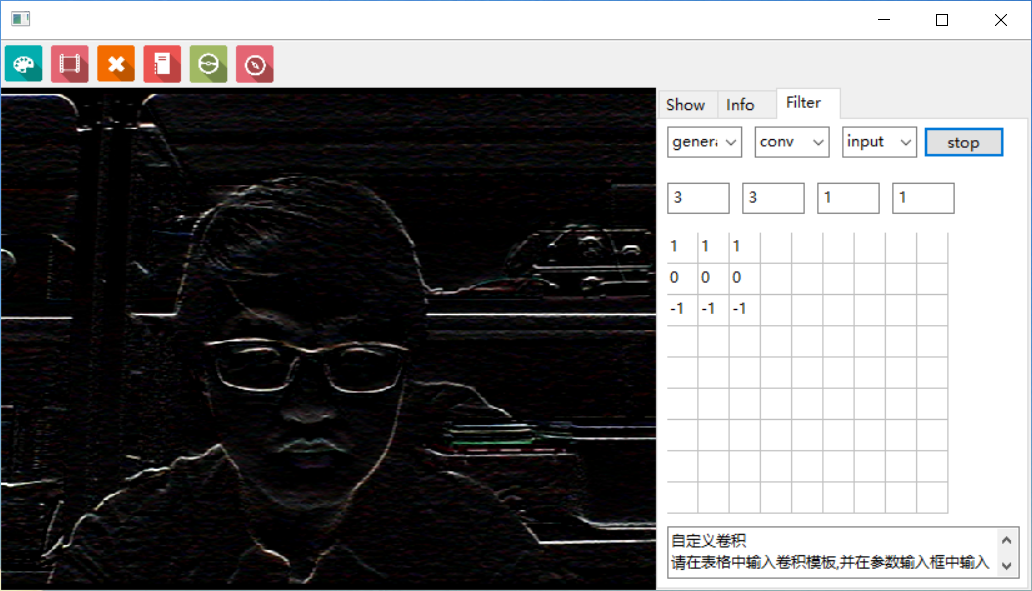 Show Info Filter
conv input stop
3 3 1 1
1 1 1
0 0 0
-1 -1 -1
自定义卷积
请在表格中输入卷积模板,并在参数输入框中输入